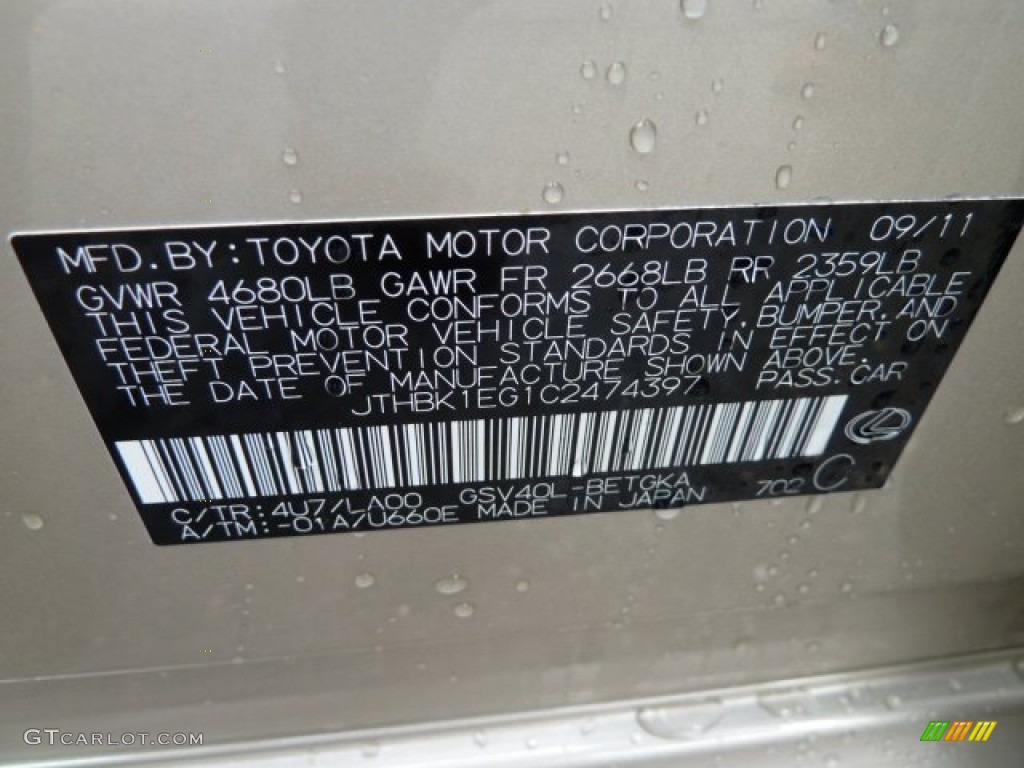 MFD.BY:TOYOTA MOTOR CORPORATION 09/11
GVWR 4680LB GAWR FR 2668LB RR 2359LB
THIS VEHICLE CONFORMS TO ALL APPLICABLE
FEDERAL MOTOR VEHICLE SAFETY,BUMPER,AND
THEFT PREVENTION STANDARDS IN EFFECT ON
THE DATE OF MANUFACTURE SHOWN ABOVE.
JTHBK1EG1C2474397 PASS.CAR
C/TR:4U7/LA00 GSV40L-BETGKA 702 C
A/TM:-01A/U660E MADE IN JAPAN
GTCARLOT.COM